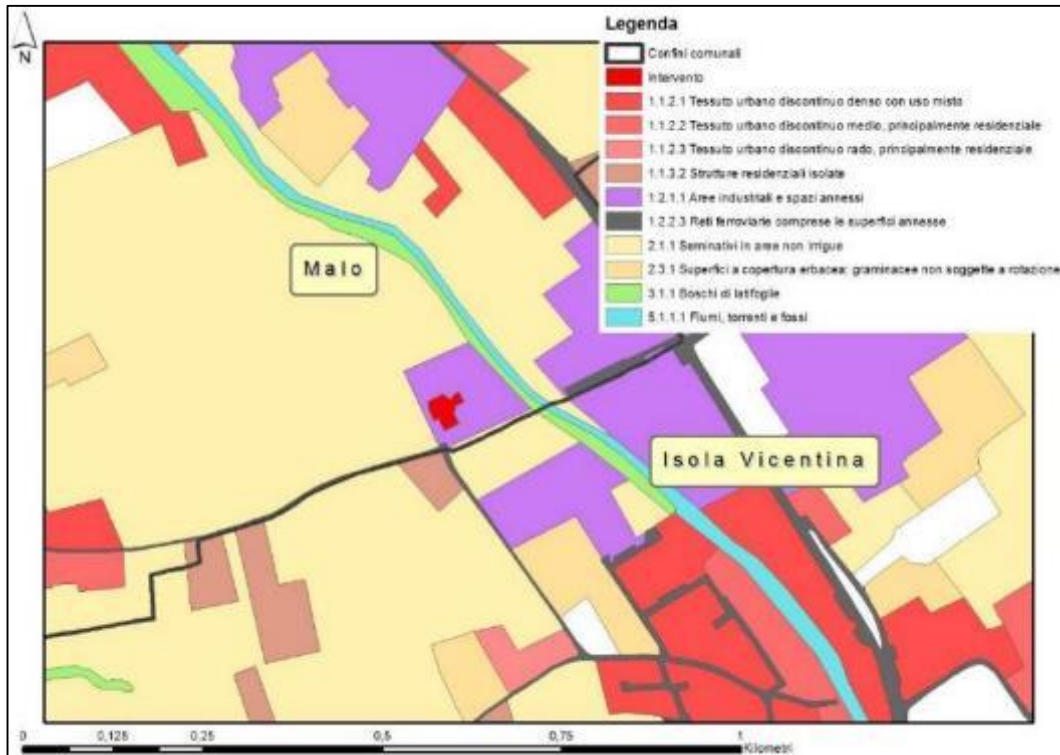 Legenda
Confini comunali
Intervento
1.1.2.1 Tessuto urbano discontinuo denso con uso misto
1.1.2.2 Tessuto urbano discontinuo medio, principalmente residenziale
1.1.2.3 Tessuto urbano discontinuo rado, principalmente residenziale
1.1.3.2 Strutture residenziali isolate
1.2.1.1 Aree industriali e spazi annessi
1.2.2.3 Reti ferroviarie comprese le superfici annesse
2.1.1 Seminativi in aree non irrigue
2.3.1 Superfici a copertura erbacea: graminacee non soggette a rotazione
3.1.1 Boschi di latifoglie
5.1.1.1 Fiumi, torrenti e fossi
N
Malo
Isola Vicentina
0 0,125 0,25 0,5 0,75 1
Kilometri